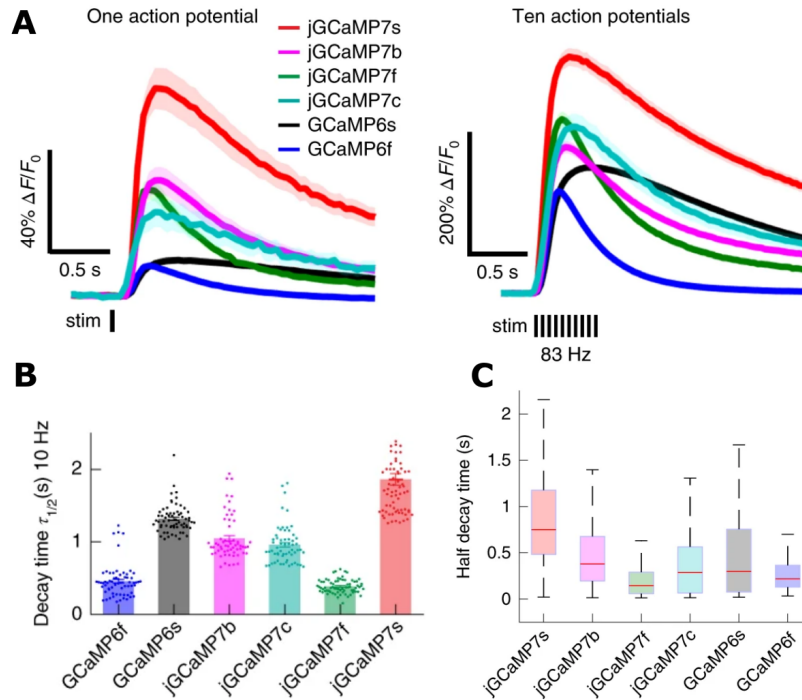 A
One action potential
Ten action potentials
jGCaMP7s
jGCaMP7b
jGCaMP7f
jGCaMP7c
GCaMP6s
GCaMP6f
40% ΔF/F0
0.5 s
stim
200% ΔF/F0
0.5 s
stim
83 Hz
B
Decay time τ1/2(s) 10 Hz
2
1
0
GCaMP6f
GCaMP6s
jGCaMP7b
jGCaMP7c
jGCaMP7f
jGCaMP7s
C
Half decay time (s)
2
1.5
1
0.5
0
jGCaMP7s
jGCaMP7b
jGCaMP7f
jGCaMP7c
GCaMP6s
GCaMP6f